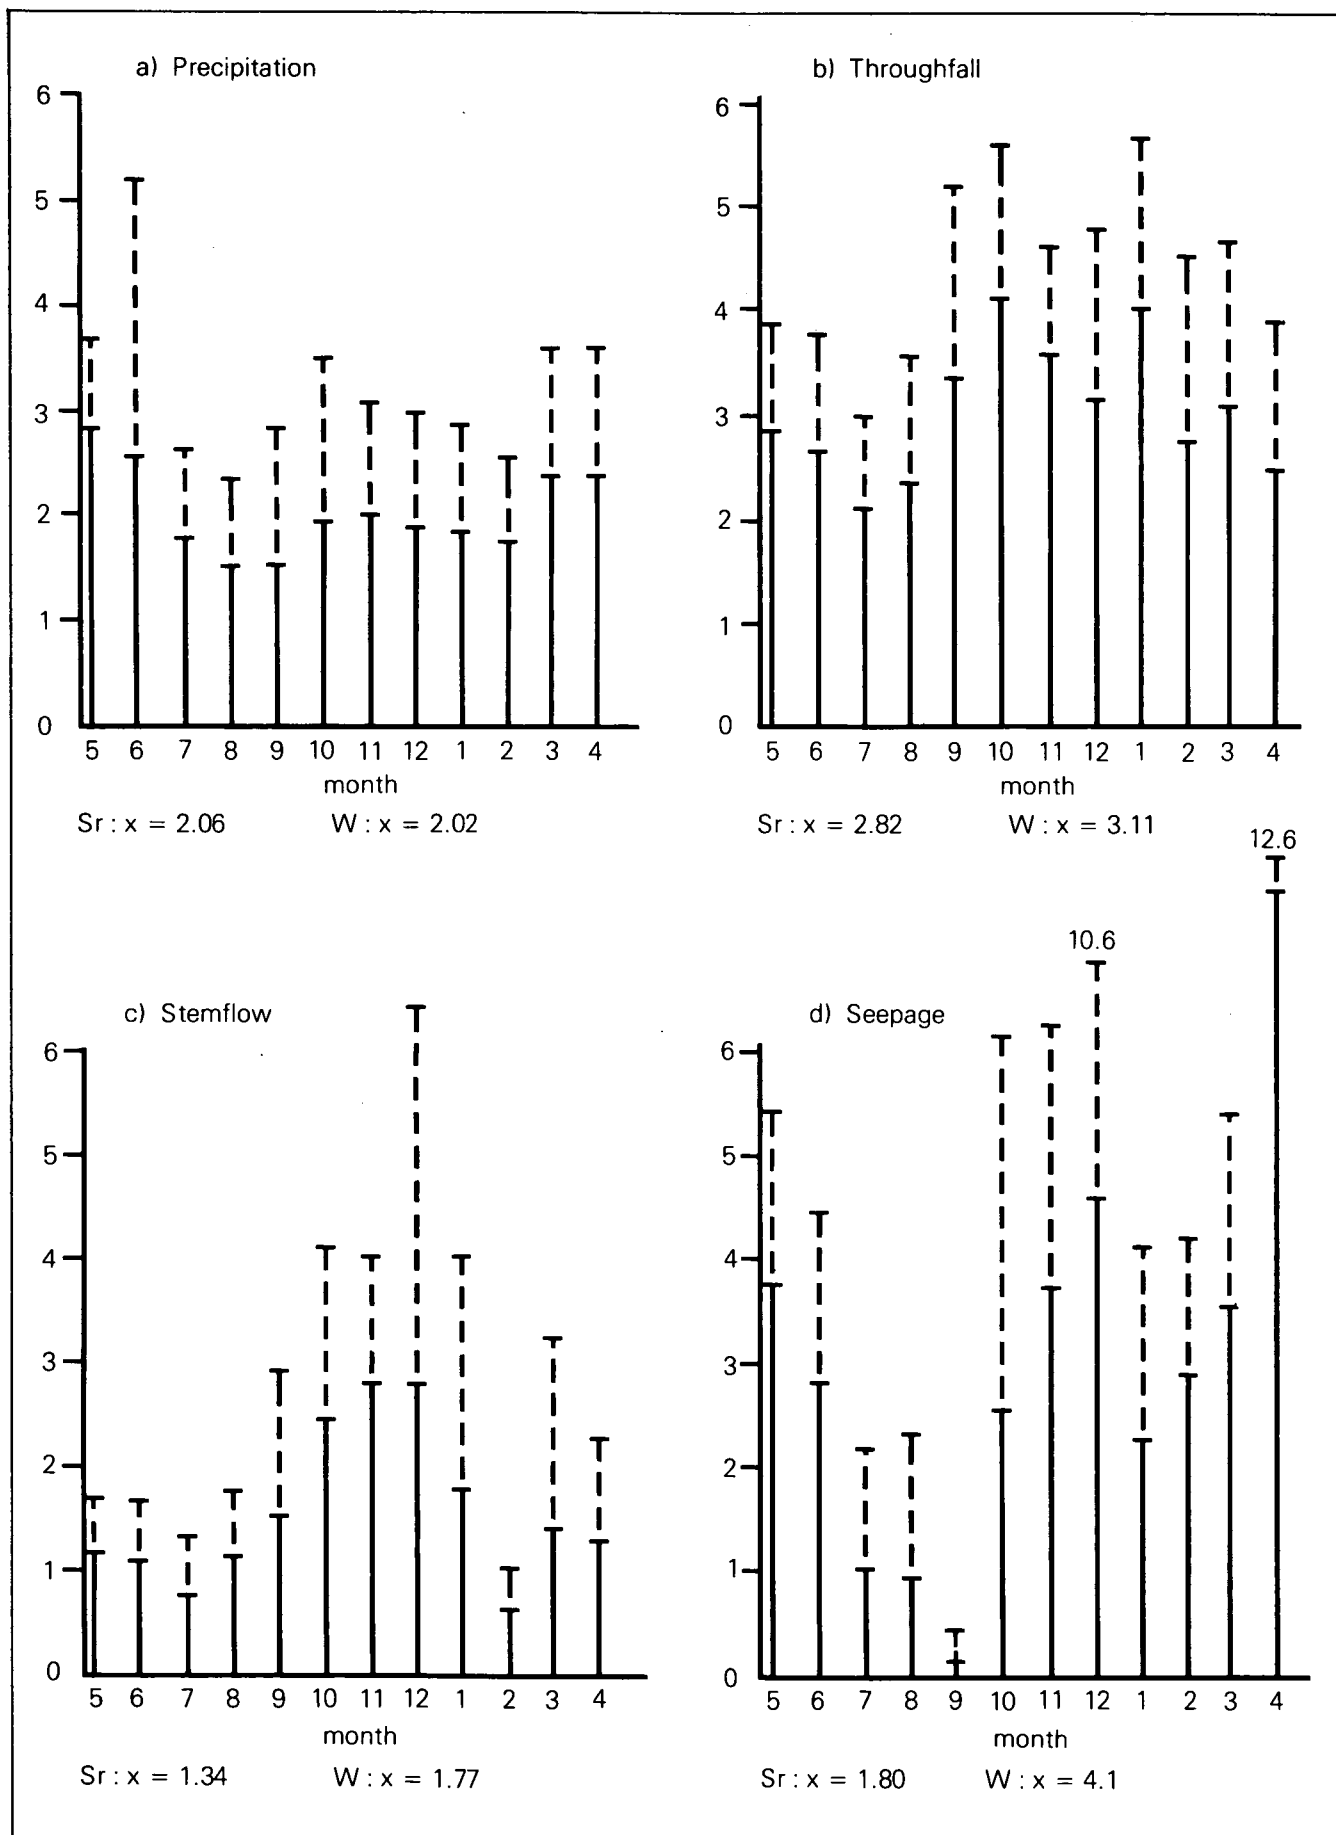 a) Precipitation
6
5
4
3
2
1
0
5 6 7 8 9 10 11 12 1 2 3 4
month
Sr : x = 2.06 W : x = 2.02
b) Throughfall
6
5
4
3
2
1
0
5 6 7 8 9 10 11 12 1 2 3 4
month
Sr : x = 2.82 W : x = 3.11
c) Stemflow
6
5
4
3
2
1
0
5 6 7 8 9 10 11 12 1 2 3 4
month
Sr : x = 1.34 W : x = 1.77
d) Seepage
10.6
12.6
6
5
4
3
2
1
0
5 6 7 8 9 10 11 12 1 2 3 4
month
Sr : x = 1.80 W : x = 4.1